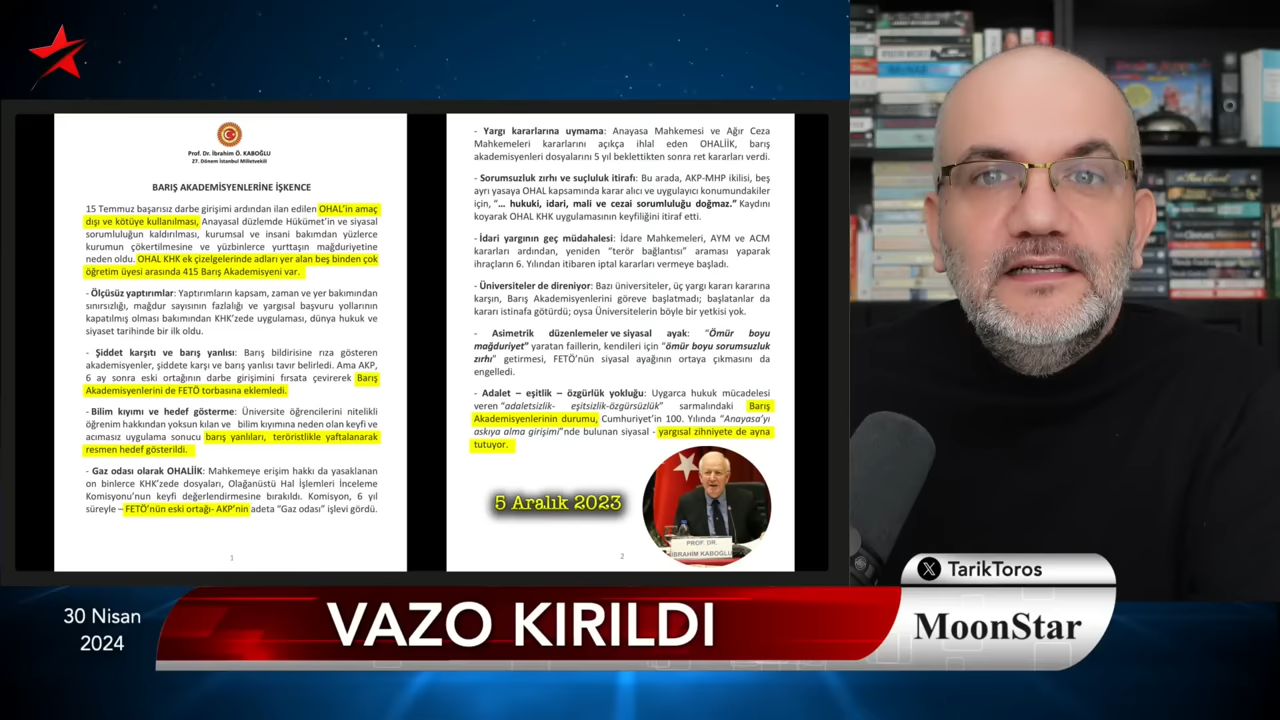 Prof. Dr. İbrahim Ö. KABOĞLU
27. Dönem İstanbul Milletvekili
BARIŞ AKADEMİSYENLERİNE İŞKENCE
15 Temmuz başarısız darbe girişimi ardından ilan edilen OHAL’in amaç
dışı ve kötüye kullanılması, Anayasal düzlemde Hükümet’in ve siyasal
sorumluluğun kaldırılması, kurumsal ve insani bakımdan yüzlerce
kurumun çökertilmesine ve yüzbinlerce yurttaşın mağduriyetine
neden oldu. OHAL KHK ek çizelgelerinde adları yer alan beş binden çok
öğretim üyesi arasında 415 Barış Akademisyeni var.
- Ölçüsüz yaptırımlar: Yaptırımların kapsam, zaman ve yer bakımından
sınırsızlığı, mağdur sayısının fazlalığı ve yargısal başvuru yollarının
kapatılmış olması bakımından KHK’zede uygulaması, dünya hukuk ve
siyaset tarihinde bir ilk oldu.
- Şiddet karşıtı ve barış yanlısı: Barış bildirisine rıza gösteren
akademisyenler, şiddete karşı ve barış yanlısı tavır belirledi. Ama AKP,
6 ay sonra eski ortağının darbe girişimini fırsata çevirerek Barış
Akademisyenlerini de FETÖ torbasına eklemledi.
- Bilim kıyımı ve hedef gösterme: Üniversite öğrencilerini nitelikli
öğrenim hakkından yoksun kılan ve bilim kıyımına neden olan keyfi ve
acımasız uygulama sonucu barış yanlıları, teröristlikle yaftalanarak
resmen hedef gösterildi.
- Gaz odası olarak OHALİİK: Mahkemeye erişim hakkı da yasaklanan
on binlerce KHK’zede dosyaları, Olağanüstü Hal İşlemleri İnceleme
Komisyonu’nun keyfi değerlendirmesine bırakıldı. Komisyon, 6 yıl
süreyle – FETÖ’nün eski ortağı- AKP’nin adeta “Gaz odası” işlevi gördü.
1
- Yargı kararlarına uymama: Anayasa Mahkemesi ve Ağır Ceza
Mahkemeleri kararlarını açıkça ihlal eden OHALİİK, barış
akademisyenleri dosyalarını 5 yıl beklettikten sonra ret kararları verdi.
- Sorumsuzluk zırhı ve suçluluk itirafı: Bu arada, AKP-MHP ikilisi, beş
ayrı yasaya OHAL kapsamında karar alıcı ve uygulayıcı konumundakiler
için, “… hukuki, idari, mali ve cezai sorumluluğu doğmaz.” Kaydını
koyarak OHAL KHK uygulamasının keyfiliğini itiraf etti.
- İdari yargının geç müdahalesi: İdare Mahkemeleri, AYM ve ACM
kararları ardından, yeniden “terör bağlantısı” araması yaparak
ihraçların 6. Yılından itibaren iptal kararları vermeye başladı.
- Üniversiteler de direniyor: Bazı üniversiteler, üç yargı kararı kararına
karşın, Barış Akademisyenlerini göreve başlatmadı; başlatanlar da
kararı istinafa götürdü; oysa Üniversitelerin böyle bir yetkisi yok.
- Asimetrik düzenlemeler ve siyasal ayak: “Ömür boyu
mağduriyet” yaratan faillerin, kendileri için “ömür boyu sorumsuzluk
zırhı” getirmesi, FETÖ’nün siyasal ayağının ortaya çıkmasını da
engelledi.
- Adalet – eşitlik – özgürlük yokluğu: Uygarca hukuk mücadelesi
veren “adaletsizlik- eşitsizlik-özgürsüzlük” sarmalındaki Barış
Akademisyenlerinin durumu, Cumhuriyet’in 100. Yılında “Anayasa’yı
askıya alma girişimi”nde bulunan siyasal - yargısal zihniyete de ayna
tutuyor.
5 Aralık 2023
PROF. DR.
İBRAHİM KABOĞLU
2
TarikToros
MoonStar
30 Nisan
2024
VAZO KIRILDI